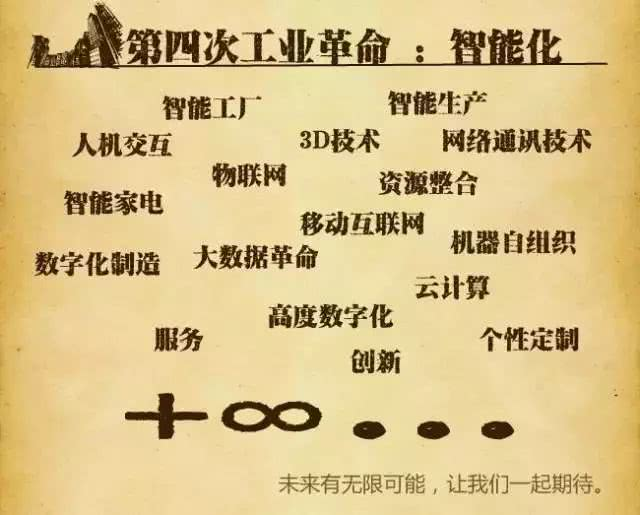 第四次工业革命 ：智能化
智能工厂
智能生产
人机交互
3D技术
网络通讯技术
物联网
资源整合
智能家电
移动互联网
机器自组织
数字化制造
大数据革命
云计算
高度数字化
服务
个性定制
创新
+∞...
未来有无限可能，让我们一起期待。